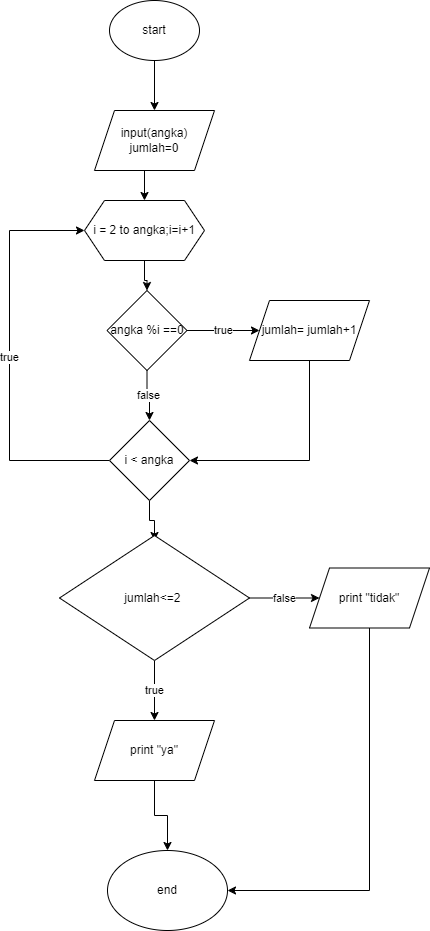 start
input(angka)
jumlah=0
i = 2 to angka;i=i+1
angka %i ==0
true
jumlah= jumlah+1
true
false
i < angka
jumlah<=2
false
print "tidak"
true
print "ya"
end